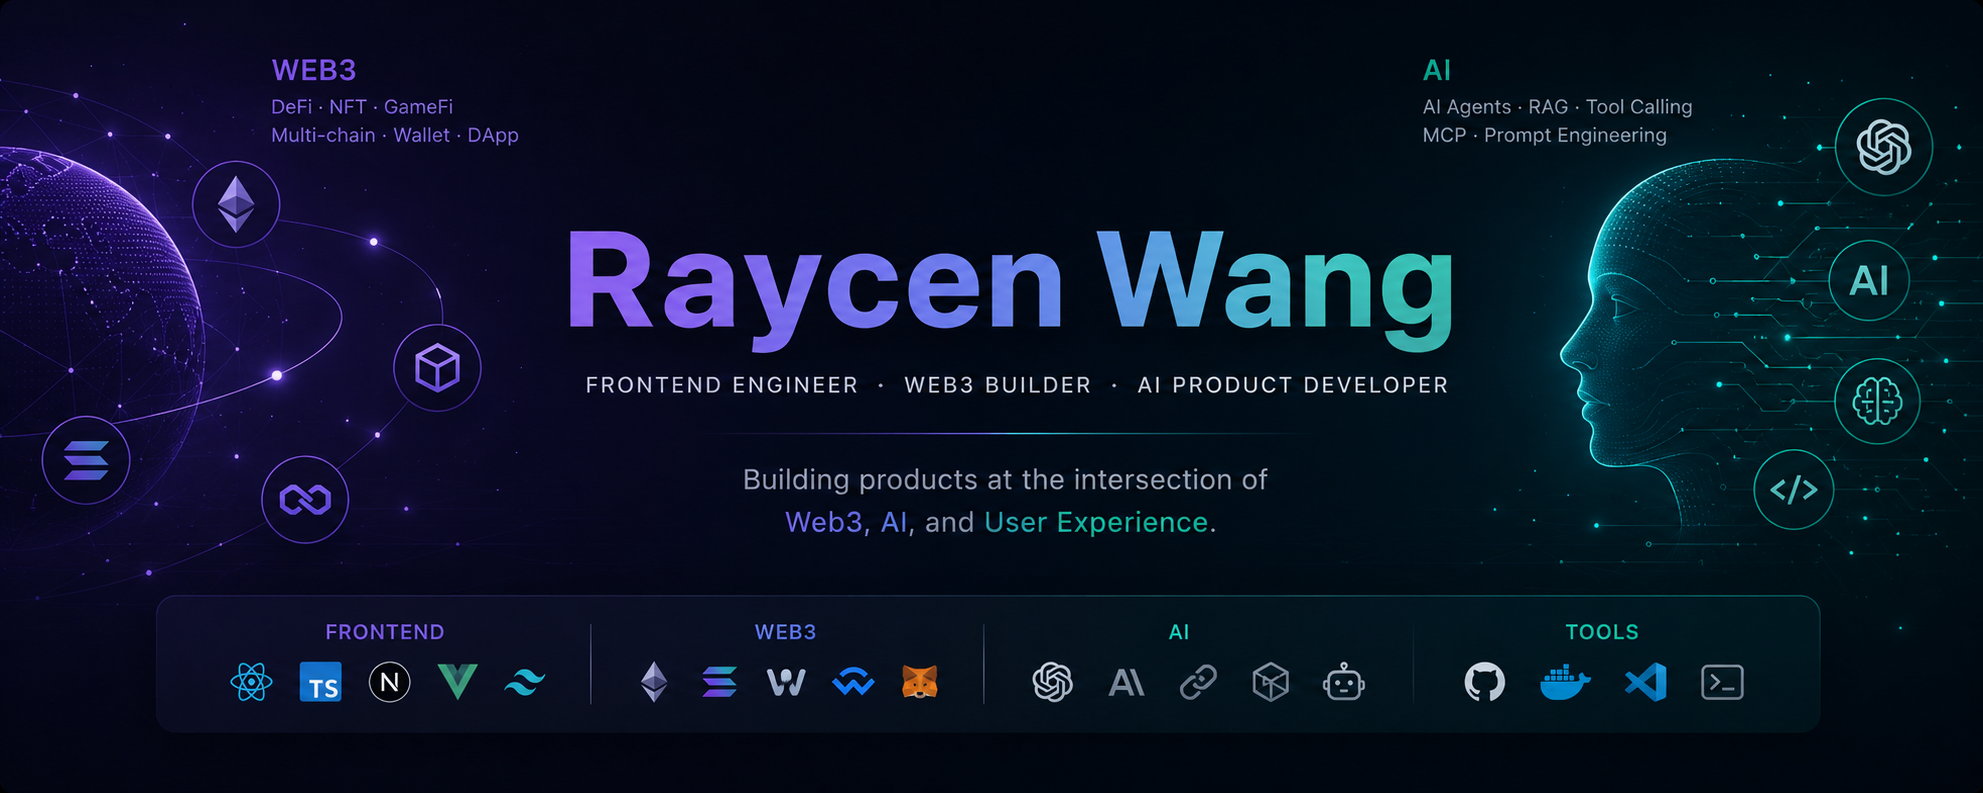 WEB3
DeFi · NFT · GameFi
Multi-chain · Wallet · DApp
AI
AI Agents · RAG · Tool Calling
MCP · Prompt Engineering
AI
Raycen Wang
FRONTEND ENGINEER · WEB3 BUILDER · AI PRODUCT DEVELOPER
Building products at the intersection of
Web3, AI, and User Experience.
</>
FRONTEND
TS
N
WEB3
AI
TOOLS